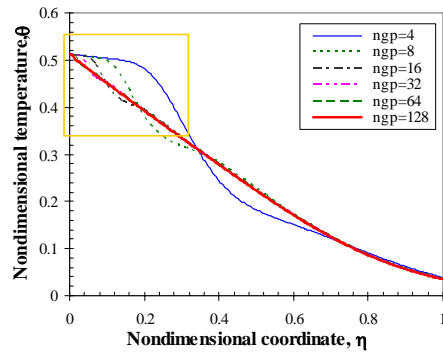 Nondimensional temperature,θ
0.6
0.5
0.4
0.3
0.2
0.1
0
0
0.2
0.4
0.6
0.8
1
Nondimensional coordinate, η
ngp=4
ngp=8
ngp=16
ngp=32
ngp=64
ngp=128